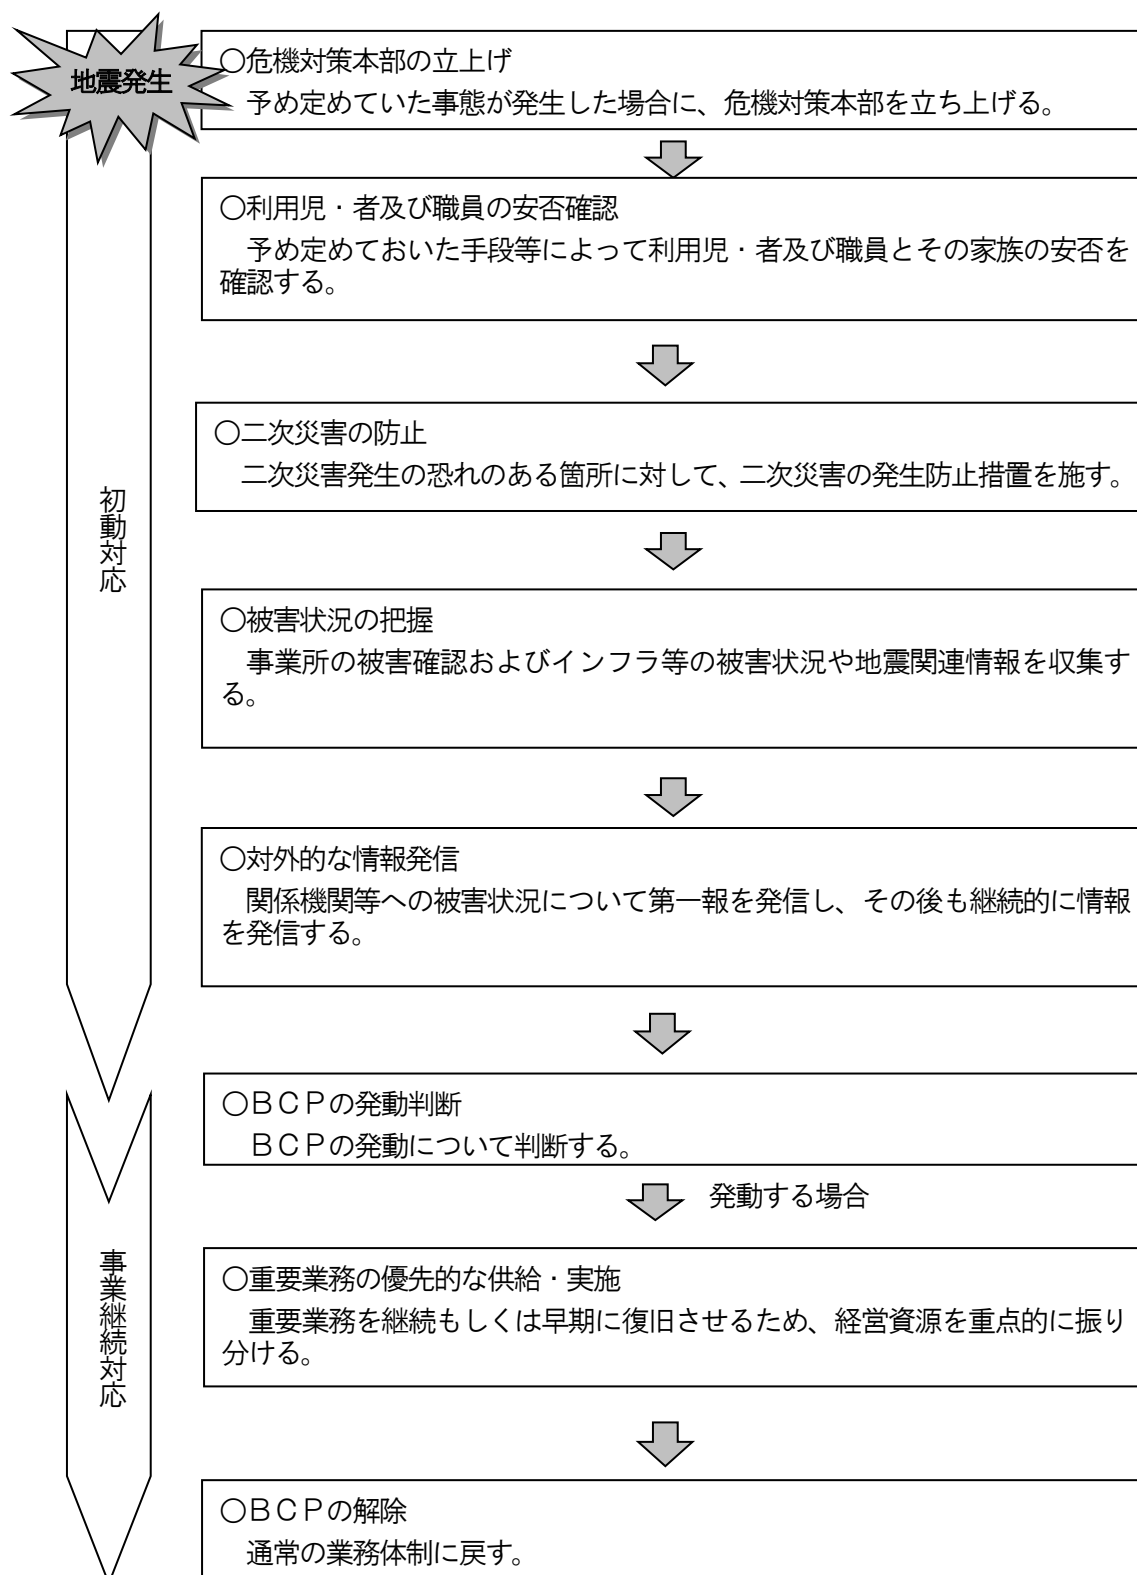 地震発生
○危機対策本部の立上げ
予め定めていた事態が発生した場合に、危機対策本部を立ち上げる。
○利用児・者及び職員の安否確認
予め定めておいた手段等によって利用児・者及び職員とその家族の安否を
確認する。
○二次災害の防止
二次災害発生の恐れのある箇所に対して、二次災害の発生防止措置を施す。
初動対応
○被害状況の把握
事業所の被害確認およびインフラ等の被害状況や地震関連情報を収集す
る。
○対外的な情報発信
関係機関等への被害状況について第一報を発信し、その後も継続的に情報
を発信する。
○ＢＣＰの発動判断
ＢＣＰの発動について判断する。
発動する場合
事業継続対応
○重要業務の優先的な供給・実施
重要業務を継続もしくは早期に復旧させるため、経営資源を重点的に振り
分ける。
○ＢＣＰの解除
通常の業務体制に戻す。